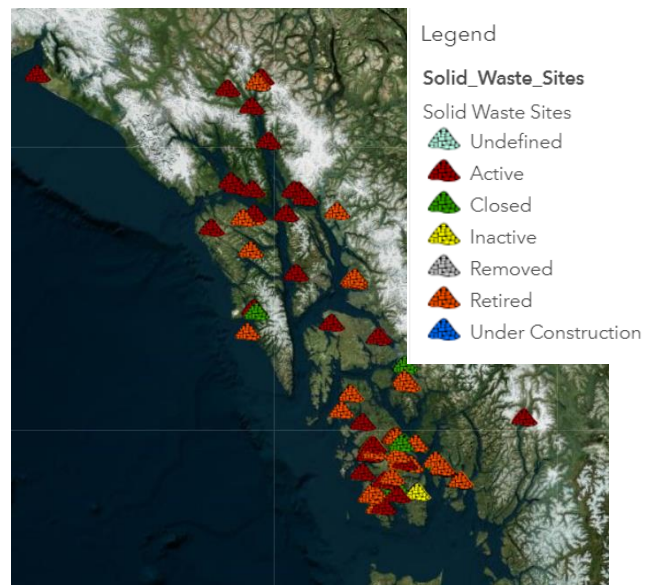 Legend
Solid_Waste_Sites
Solid Waste Sites
Undefined
Active
Closed
Inactive
Removed
Retired
Under Construction